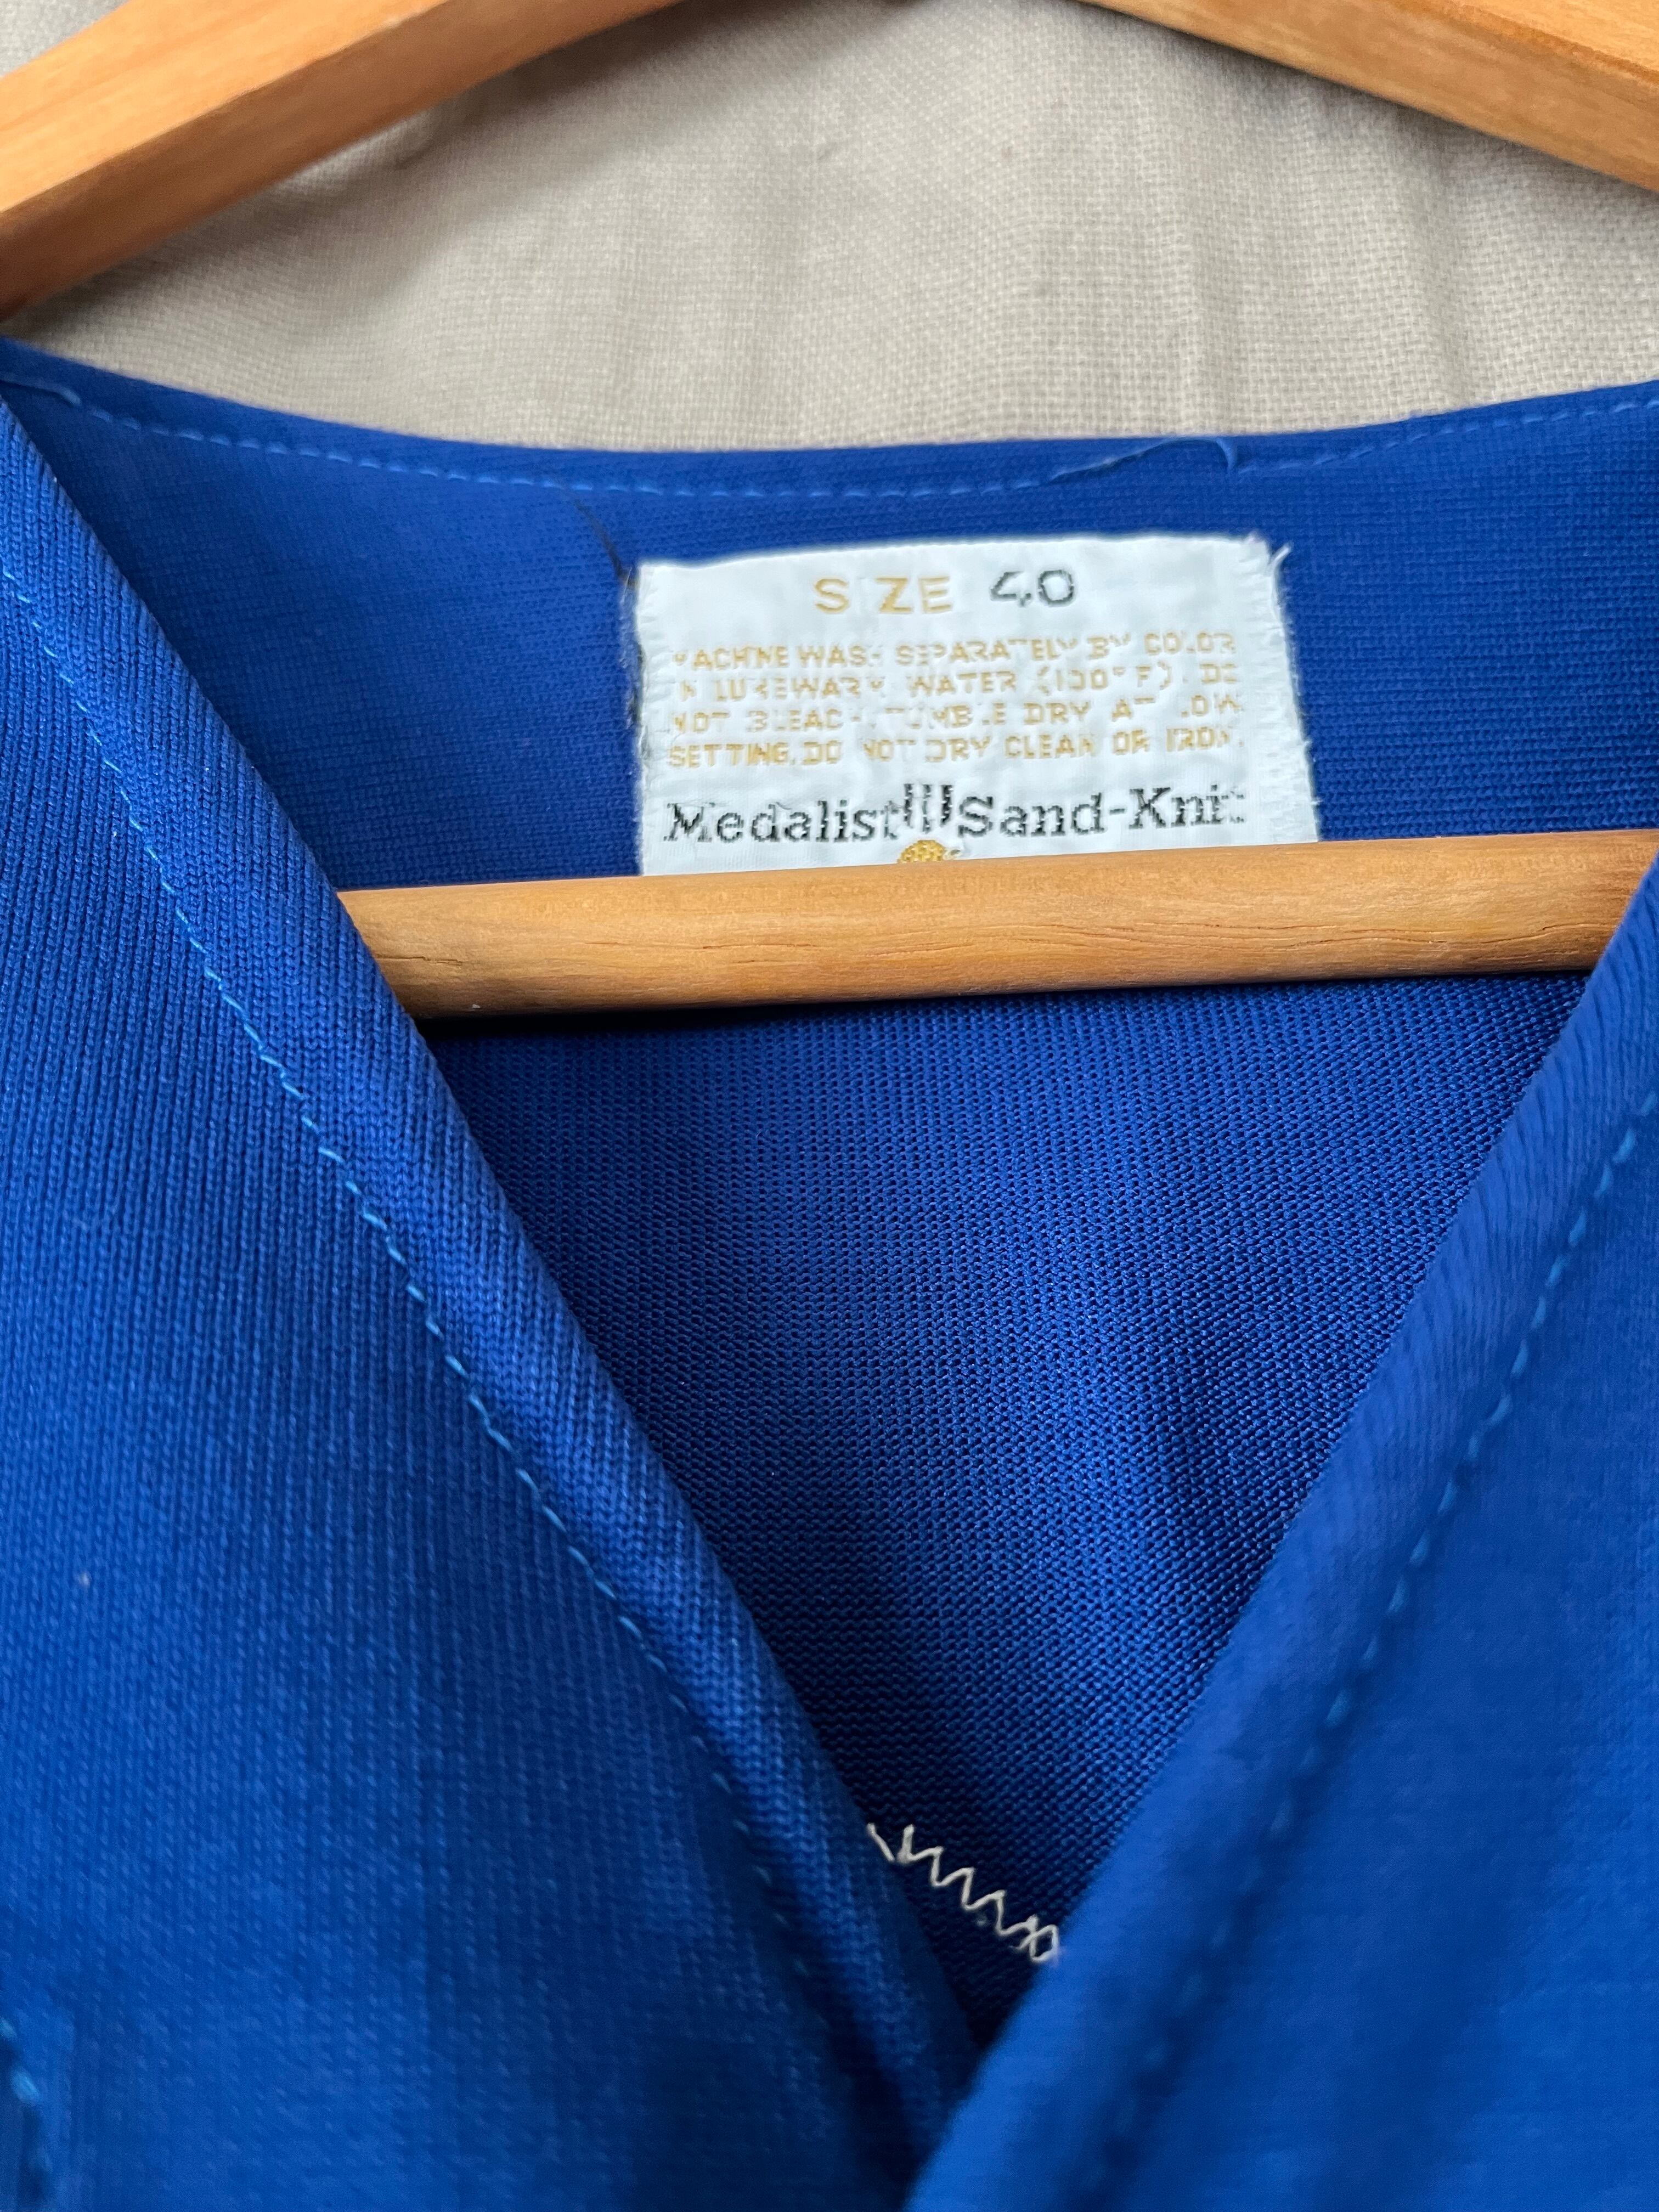 SIZE 40
MACHINE WASH SEPARATELY BY COLOR
IN LUKEWARM WATER (100°F). DO
NOT BLEACH. TUMBLE DRY AT LOW
SETTING. DO NOT DRY CLEAN OR IRON.
Medalist Sand-Knit